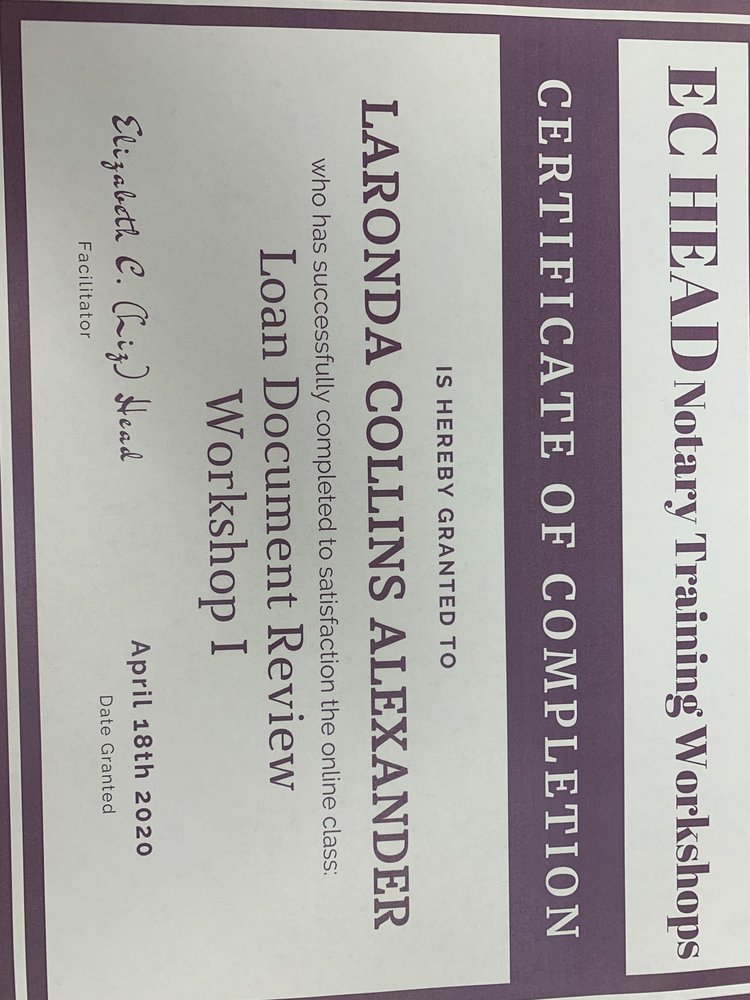 EC HEAD Notary Training Workshops
CERTIFICATE OF COMPLETION
IS HEREBY GRANTED TO
LARONDA COLLINS ALEXANDER
who has successfully completed to satisfaction the online class:
Loan Document Review
Workshop I
Elizabeth C. (Liz) Head
Facilitator
April 18th 2020
Date Granted